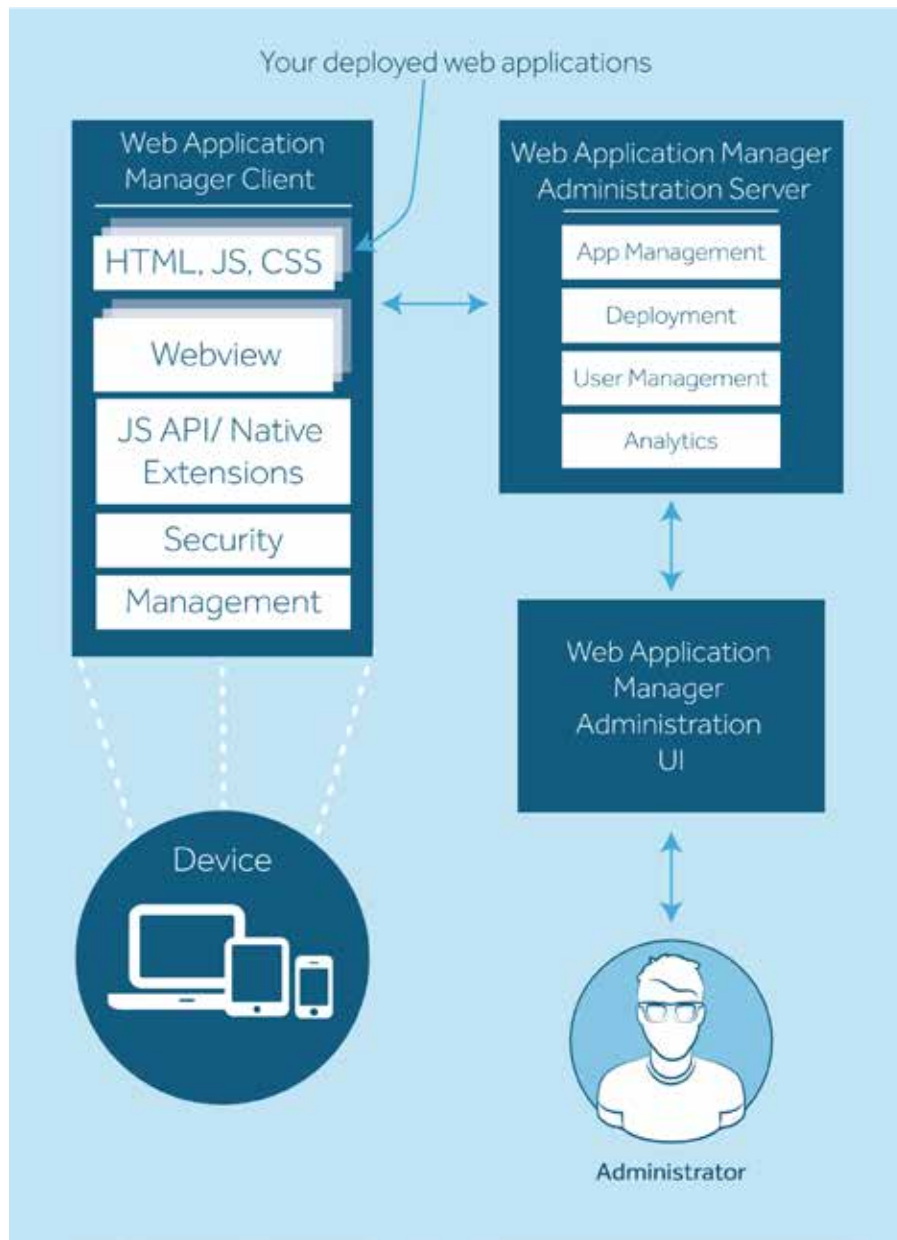 Your deployed web applications
Web Application
Manager Client
HTML, JS, CSS
Webview
JS API/ Native
Extensions
Security
Management
Device
Web Application Manager
Administration Server
App Management
Deployment
User Management
Analytics
Web Application
Manager
Administration
UI
Administrator